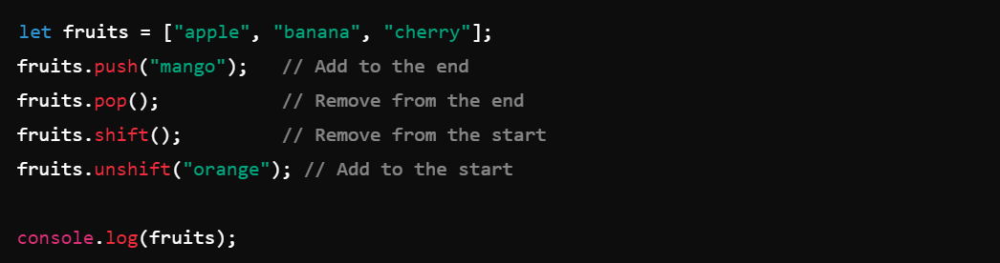 let fruits = ["apple", "banana", "cherry"];
fruits.push("mango");   // Add to the end
fruits.pop();           // Remove from the end
fruits.shift();         // Remove from the start
fruits.unshift("orange"); // Add to the start

console.log(fruits);